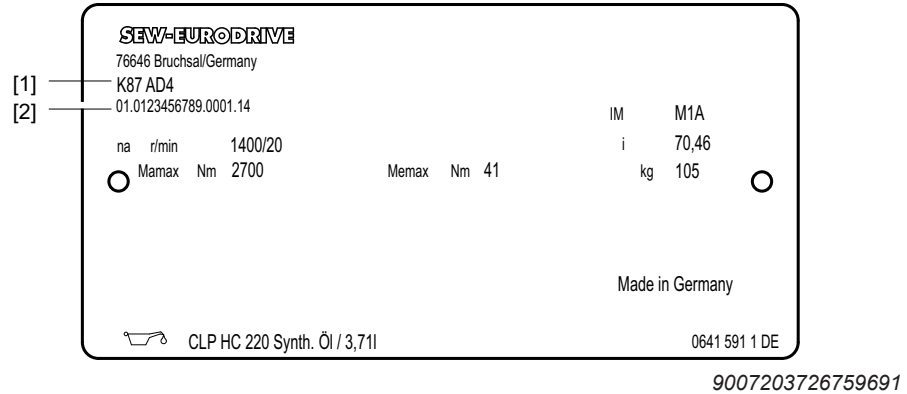 SEW-EURODRIVE
76646 Bruchsal/Germany
[1] K87 AD4
[2] 01.0123456789.0001.14
IM M1A
na r/min 1400/20 i 70,46
Mamax Nm 2700 Memax Nm 41 kg 105
Made in Germany
CLP HC 220 Synth. Öl / 3,71l
0641 591 1 DE
9007203726759691